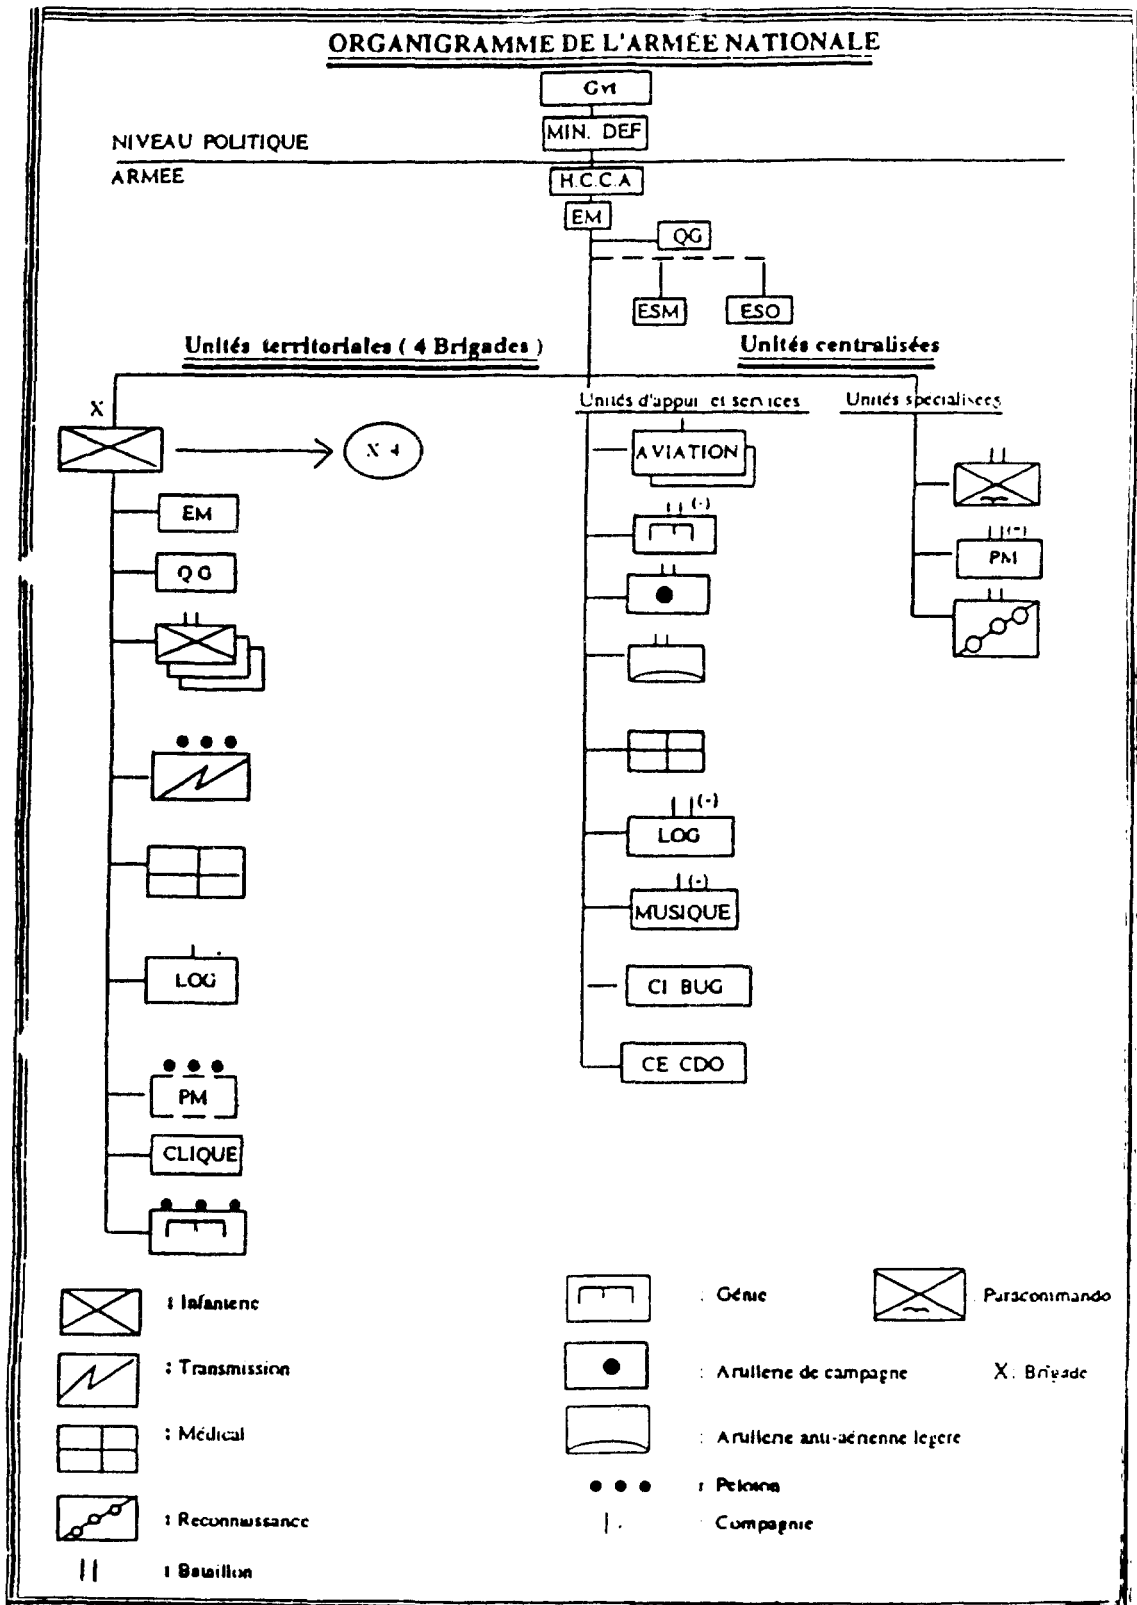 ORGANIGRAMME DE L'ARMÉE NATIONALE
Gvt
MIN. DEF
NIVEAU POLITIQUE
ARMEE
H.C.C.A
EM
QG
ESM
ESO
Unités territoriales ( 4 Brigades )
Unités centralisées
Unités d'appui et services
Unités spécialisées
X
X 4
EM
QG
LOG
PM
CLIQUE
AVIATION
(-)
LOG
(-)
MUSIQUE
(-)
CI BUG
CE CDO
PM
(-)
: Infanterie
: Transmission
: Médical
: Reconnaissance
|| : Bataillon
: Génie
: Artillerie de campagne
: Artillerie anti-aérienne légère
: Peloton
| . : Compagnie
: Paracommando
X : Brigade